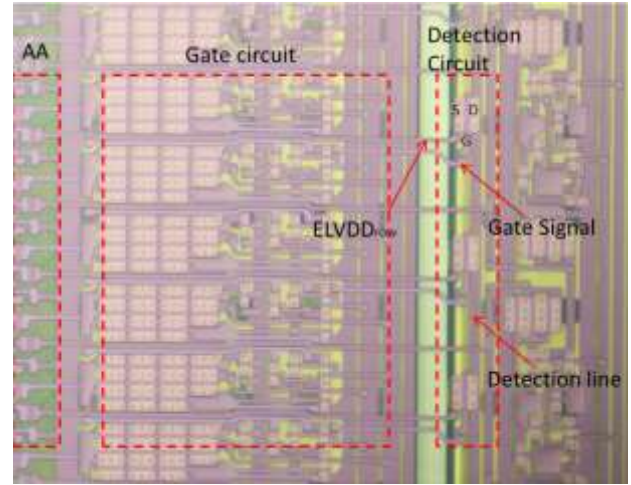 AA
Gate circuit
Detection
Circuit
S D
G
ELVDDrow
Gate Signal
Detection line